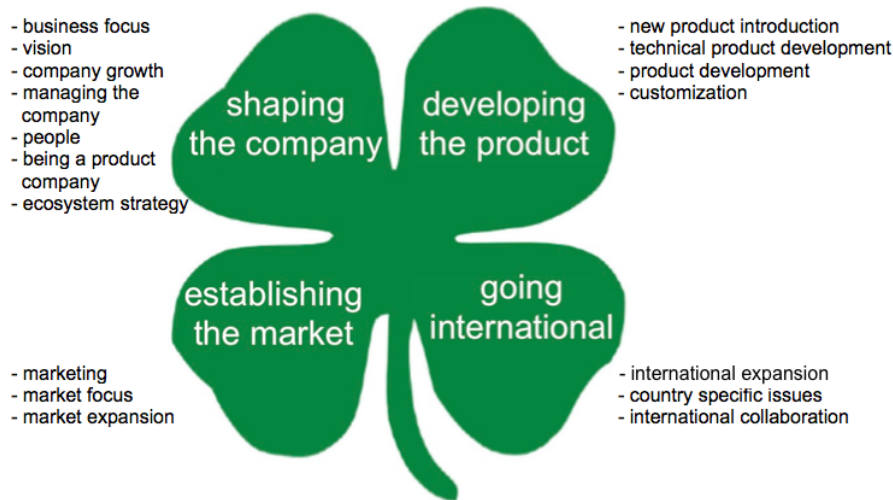 - business focus
- vision
- company growth
- managing the
company
- people
- being a product
company
- ecosystem strategy
shaping
the company
developing
the product
- new product introduction
- technical product development
- product development
- customization
establishing
the market
going
international
- marketing
- market focus
- market expansion
- international expansion
- country specific issues
- international collaboration